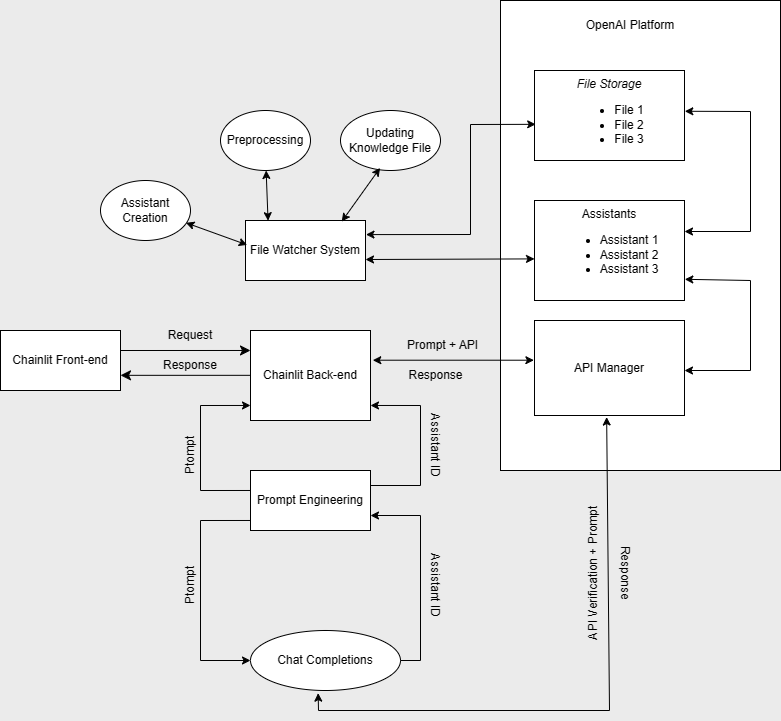 OpenAI Platform
File Storage
• File 1
• File 2
• File 3
Preprocessing
Updating
Knowledge File
Assistant
Creation
File Watcher System
Assistants
• Assistant 1
• Assistant 2
• Assistant 3
Chainlit Front-end
Request
Response
Chainlit Back-end
Prompt + API
Response
API Manager
Ptompt
Assistant ID
Prompt Engineering
Ptompt
Assistant ID
API Verification + Prompt
Response
Chat Completions